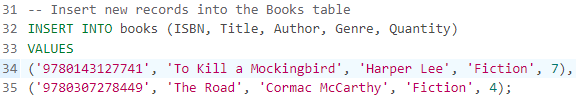 31 -- Insert new records into the Books table
32 INSERT INTO books (ISBN, Title, Author, Genre, Quantity)
33 VALUES
34 ('9780143127741', 'To Kill a Mockingbird', 'Harper Lee', 'Fiction', 7),
35 ('9780307278449', 'The Road', 'Cormac McCarthy', 'Fiction', 4);